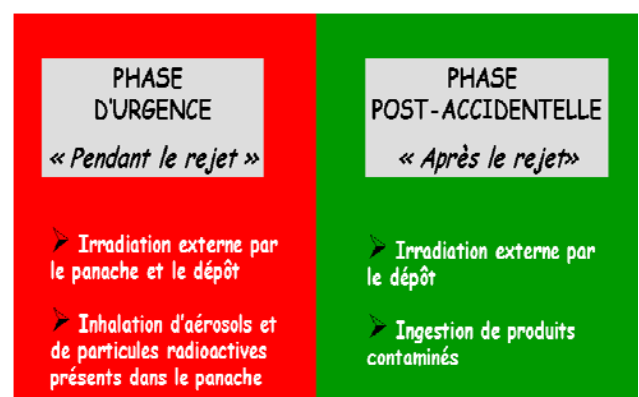 PHASE
D'URGENCE
« Pendant le rejet »
➤ Irradiation externe par
le panache et le dépôt
➤ Inhalation d'aérosols et
de particules radioactives
présents dans le panache
PHASE
POST-ACCIDENTELLE
« Après le rejet»
➤ Irradiation externe par
le dépôt
➤ Ingestion de produits
contaminés